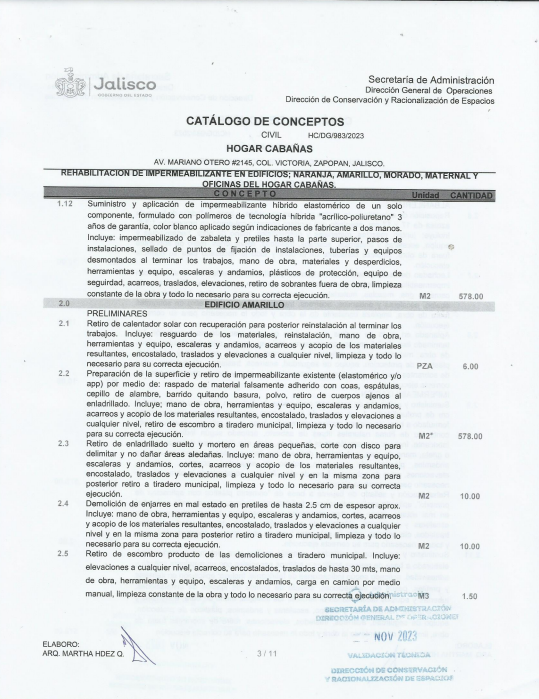 Jalisco
GOBIERNO DEL ESTADO
Secretaría de Administración
Dirección General de Operaciones
Dirección de Conservación y Racionalización de Espacios
CATÁLOGO DE CONCEPTOS
CIVIL HC/DG/983/2023
HOGAR CABAÑAS
AV. MARIANO OTERO #2145, COL. VICTORIA, ZAPOPAN, JALISCO.
REHABILITACION DE IMPERMEABILIZANTE EN EDIFICIOS; NARANJA, AMARILLO, MORADO, MATERNAL Y
OFICINAS DEL HOGAR CABAÑAS.
CONCEPTO Unidad CANTIDAD
1.12 Suministro y aplicación de impermeabilizante híbrido elastomérico de un solo
componente, formulado con polímeros de tecnología híbrida "acrílico-poliuretano" 3
años de garantía, color blanco aplicado según indicaciones de fabricante a dos manos.
Incluye: impermeabilizado de zabaleta y pretiles hasta la parte superior, pasos de
instalaciones, sellado de puntos de fijación de instalaciones, tuberías y equipos
desmontados al terminar los trabajos, mano de obra, materiales y desperdicios,
herramientas y equipo, escaleras y andamios, plásticos de protección, equipo de
seguridad, acarreos, traslados, elevaciones, retiro de sobrantes fuera de obra, limpieza
constante de la obra y todo lo necesario para su correcta ejecución. M2 578.00
2.0 EDIFICIO AMARILLO
PRELIMINARES
2.1 Retiro de calentador solar con recuperación para posterior reinstalación al terminar los
trabajos. Incluye: resguardo de los materiales, reinstalación, mano de obra,
herramientas y equipo, escaleras y andamios, acarreos y acopio de los materiales
resultantes, encostalado, traslados y elevaciones a cualquier nivel, limpieza y todo lo
necesario para su correcta ejecución. PZA 6.00
2.2 Preparación de la superficie y retiro de impermeabilizante existente (elastomérico y/o
app) por medio de: raspado de material falsamente adherido con coas, espátulas,
cepillo de alambre, barrido quitando basura, polvo, retiro de cuerpos ajenos al
enladrillado. Incluye: mano de obra, herramientas y equipo, escaleras y andamios,
acarreos y acopio de los materiales resultantes, encostalado, traslados y elevaciones a
cualquier nivel, retiro de escombro a tiradero municipal, limpieza y todo lo necesario
para su correcta ejecución. M2* 578.00
2.3 Retiro de enladrillado suelto y mortero en áreas pequeñas, corte con disco para
delimitar y no dañar áreas aledañas. Incluye: mano de obra, herramientas y equipo,
escaleras y andamios, cortes, acarreos y acopio de los materiales resultantes,
encostalado, traslados y elevaciones a cualquier nivel y en la misma zona para
posterior retiro a tiradero municipal, limpieza y todo lo necesario para su correcta
ejecución. M2 10.00
2.4 Demolición de enjarres en mal estado en pretiles de hasta 2.5 cm de espesor aprox.
Incluye: mano de obra, herramientas y equipo, escaleras y andamios, cortes, acarreos
y acopio de los materiales resultantes, encostalado, traslados y elevaciones a cualquier
nivel y en la misma zona para posterior retiro a tiradero municipal, limpieza y todo lo
necesario para su correcta ejecución. M2 10.00
2.5 Retiro de escombro producto de las demoliciones a tiradero municipal. Incluye:
elevaciones a cualquier nivel, acarreos, encostalados, traslados de hasta 30 mts, mano
de obra, herramientas y equipo, escaleras y andamios, carga en camion por medio
manual, limpieza constante de la obra y todo lo necesario para su correcta ejecución. M3 1.50
Administración
SECRETARÍA DE ADMINISTRACIÓN
DIRECCIÓN GENERAL DE OPERACIONES
NOV 2023
ELABORO:
ARQ. MARTHA HDEZ Q.
3 / 11
VALIDACIÓN TÉCNICA
DIRECCIÓN DE CONSERVACIÓN
Y RACIONALIZACIÓN DE ESPACIOS